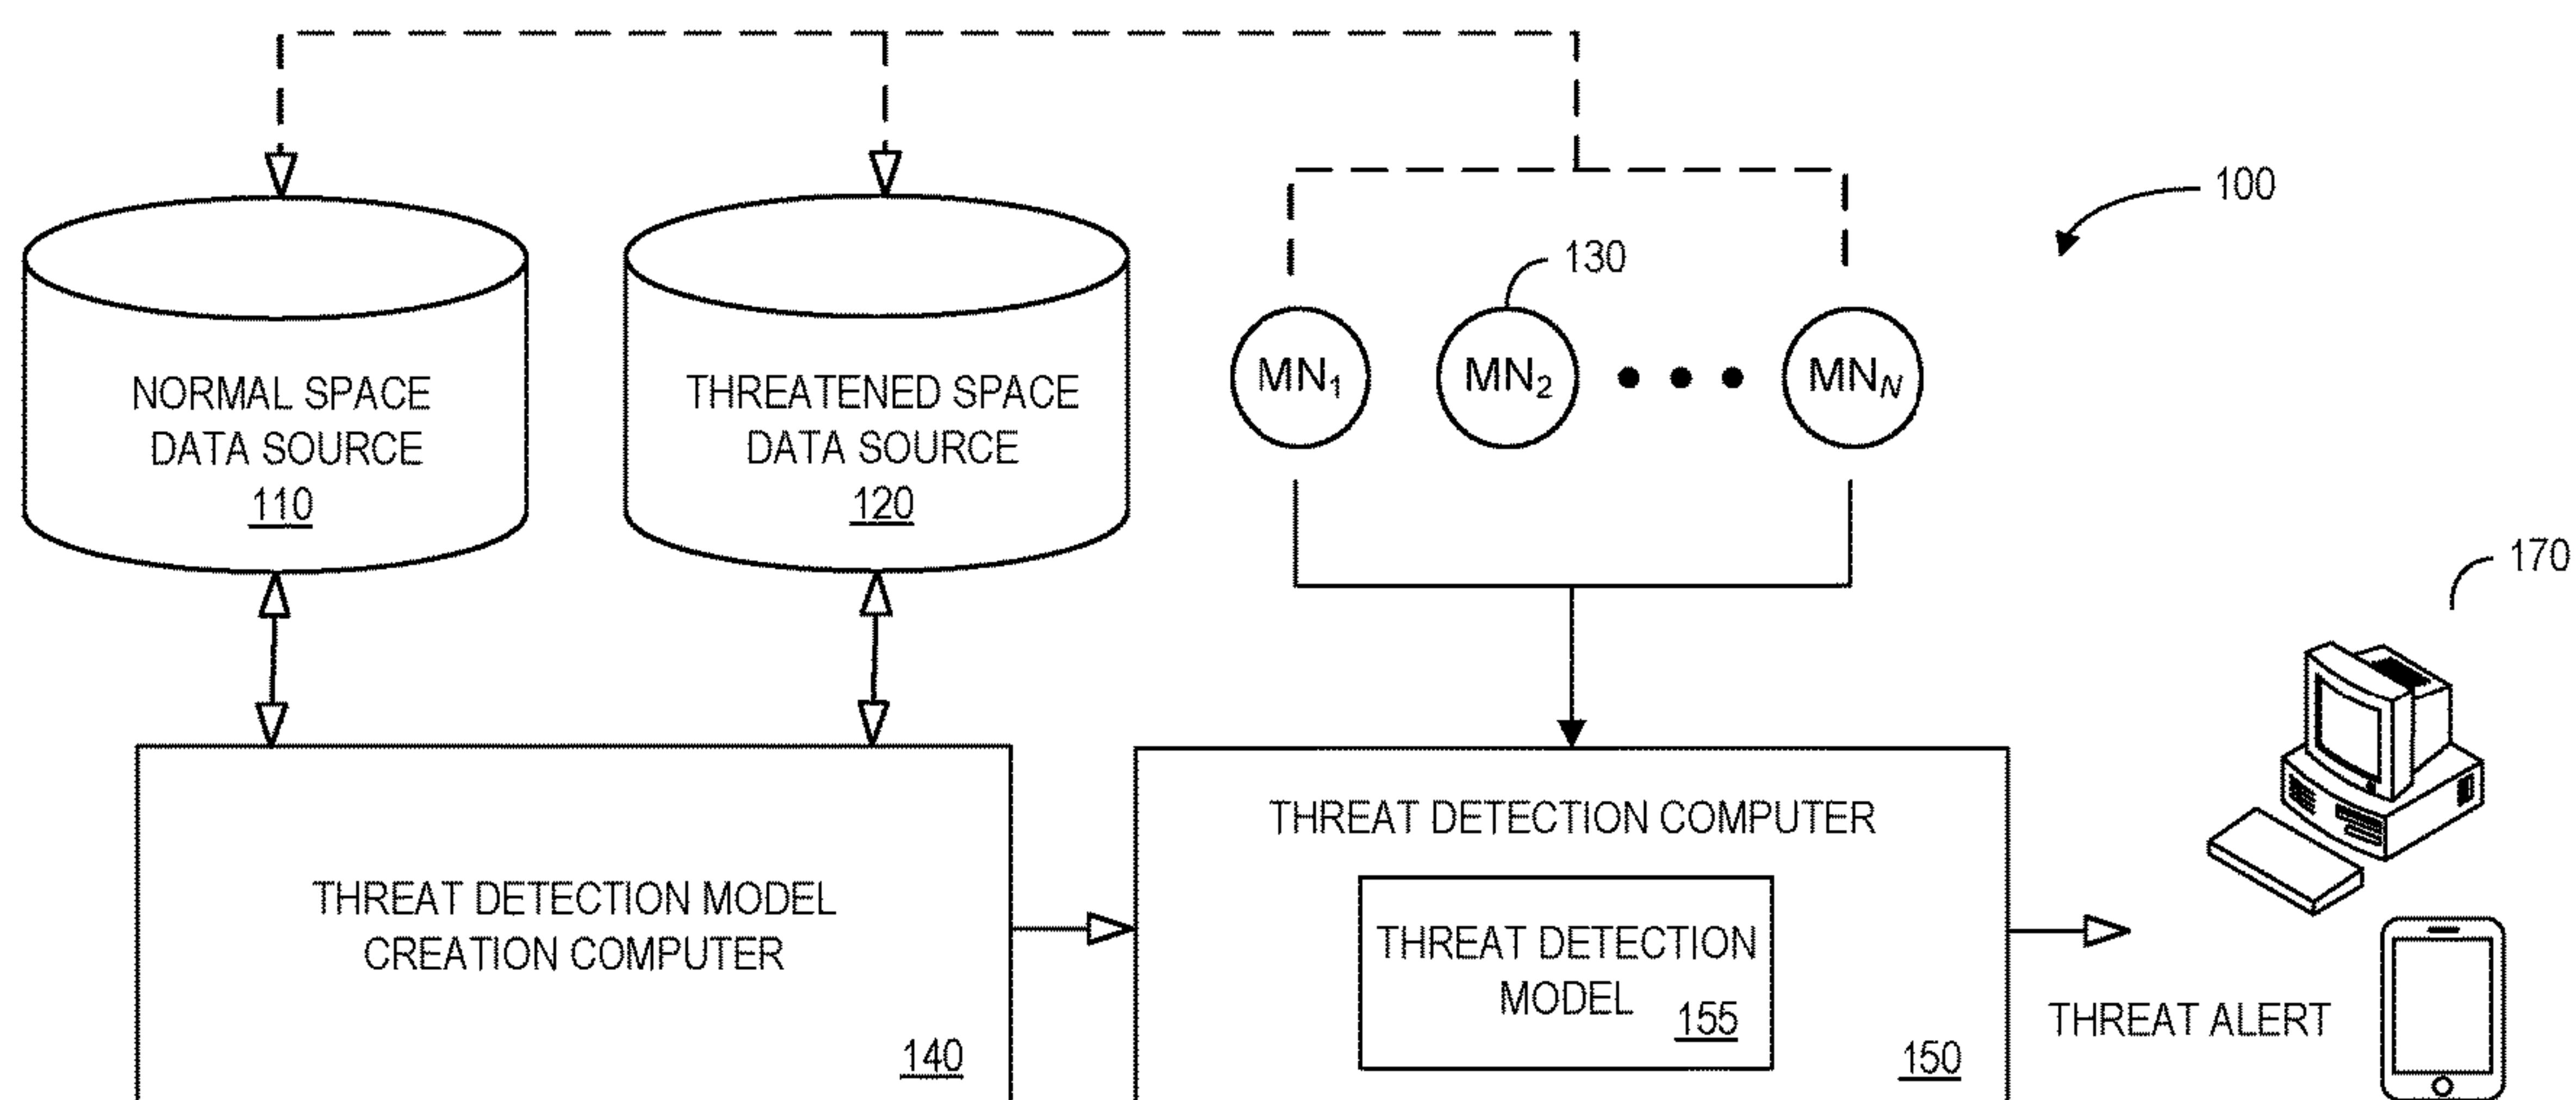 100
130
MN₁
MN₂
MN_N
NORMAL SPACE
DATA SOURCE
110
THREATENED SPACE
DATA SOURCE
120
170
THREAT DETECTION MODEL
CREATION COMPUTER
140
THREAT DETECTION COMPUTER
THREAT DETECTION
MODEL
155
150
THREAT ALERT